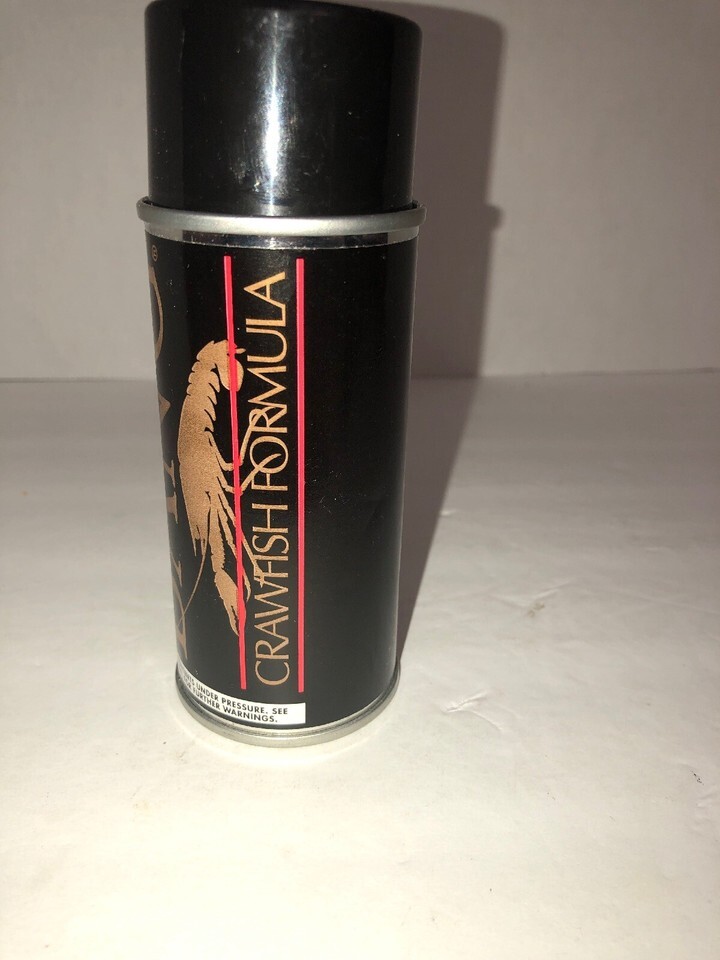 CRAWFISH FORMULA
UNDER PRESSURE. SEE
FURTHER WARNINGS.
®